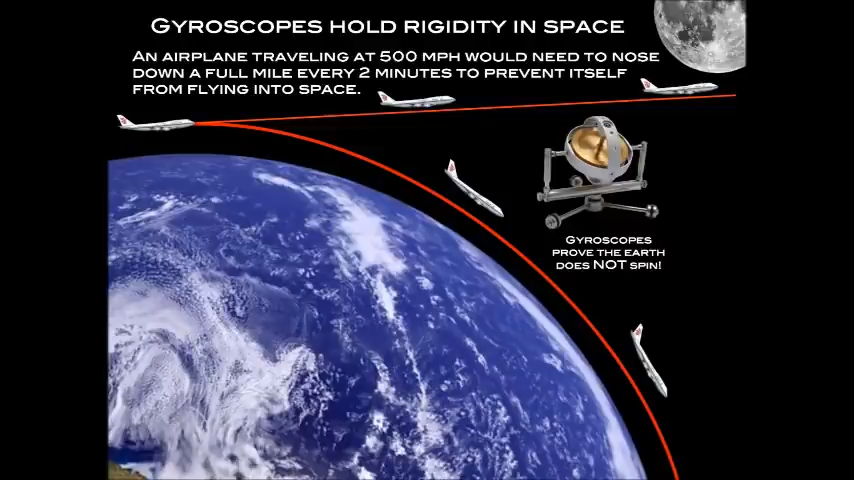 Gyroscopes hold rigidity in space
An airplane traveling at 500 mph would need to nose
down a full mile every 2 minutes to prevent itself
from flying into space.
Gyroscopes
prove the earth
does NOT spin!